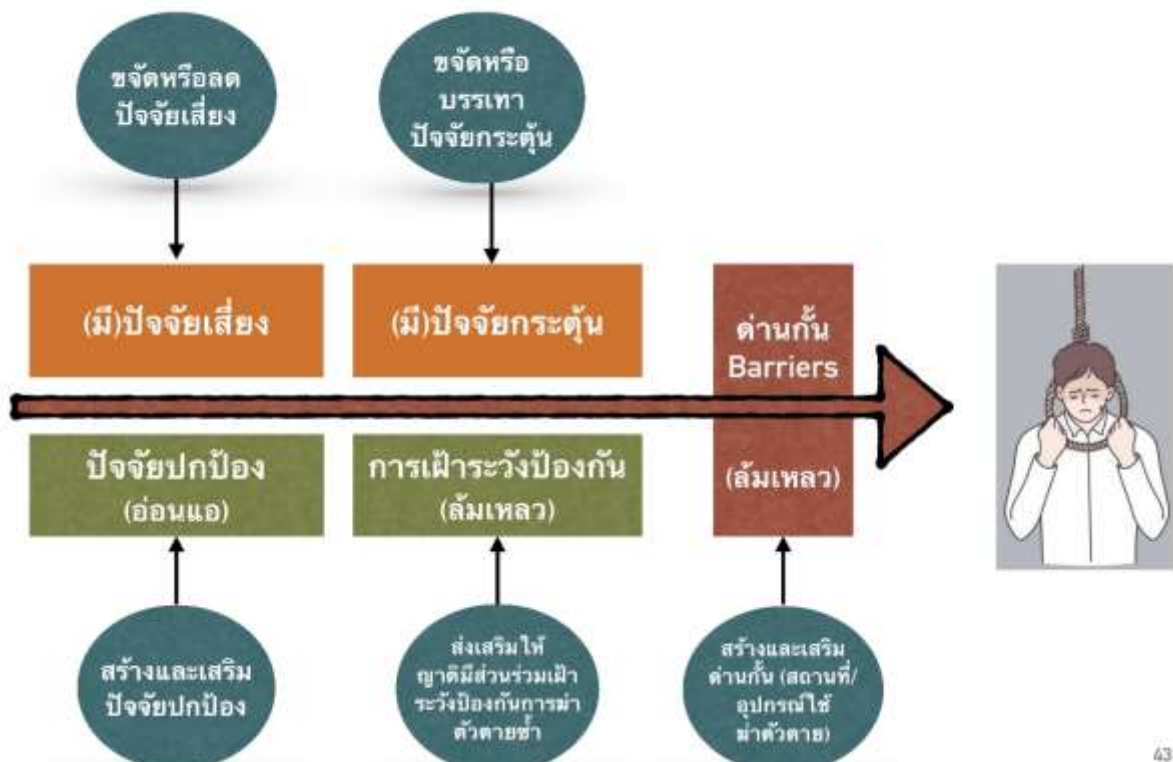 ขจัดหรือลด
ปัจจัยเสี่ยง
ขจัดหรือ
บรรเทา
ปัจจัยกระตุ้น
(มี)ปัจจัยเสี่ยง
(มี)ปัจจัยกระตุ้น
ด่านกั้น
Barriers
ปัจจัยปกป้อง
(อ่อนแอ)
การเฝ้าระวังป้องกัน
(ล้มเหลว)
(ล้มเหลว)
สร้างและเสริม
ปัจจัยปกป้อง
ส่งเสริมให้
ญาติมีส่วนร่วมเฝ้า
ระวังป้องกันการฆ่า
ตัวตายซ้ำ
สร้างและเสริม
ด่านกั้น (สถานที่/
อุปกรณ์ใช้
ฆ่าตัวตาย)
43